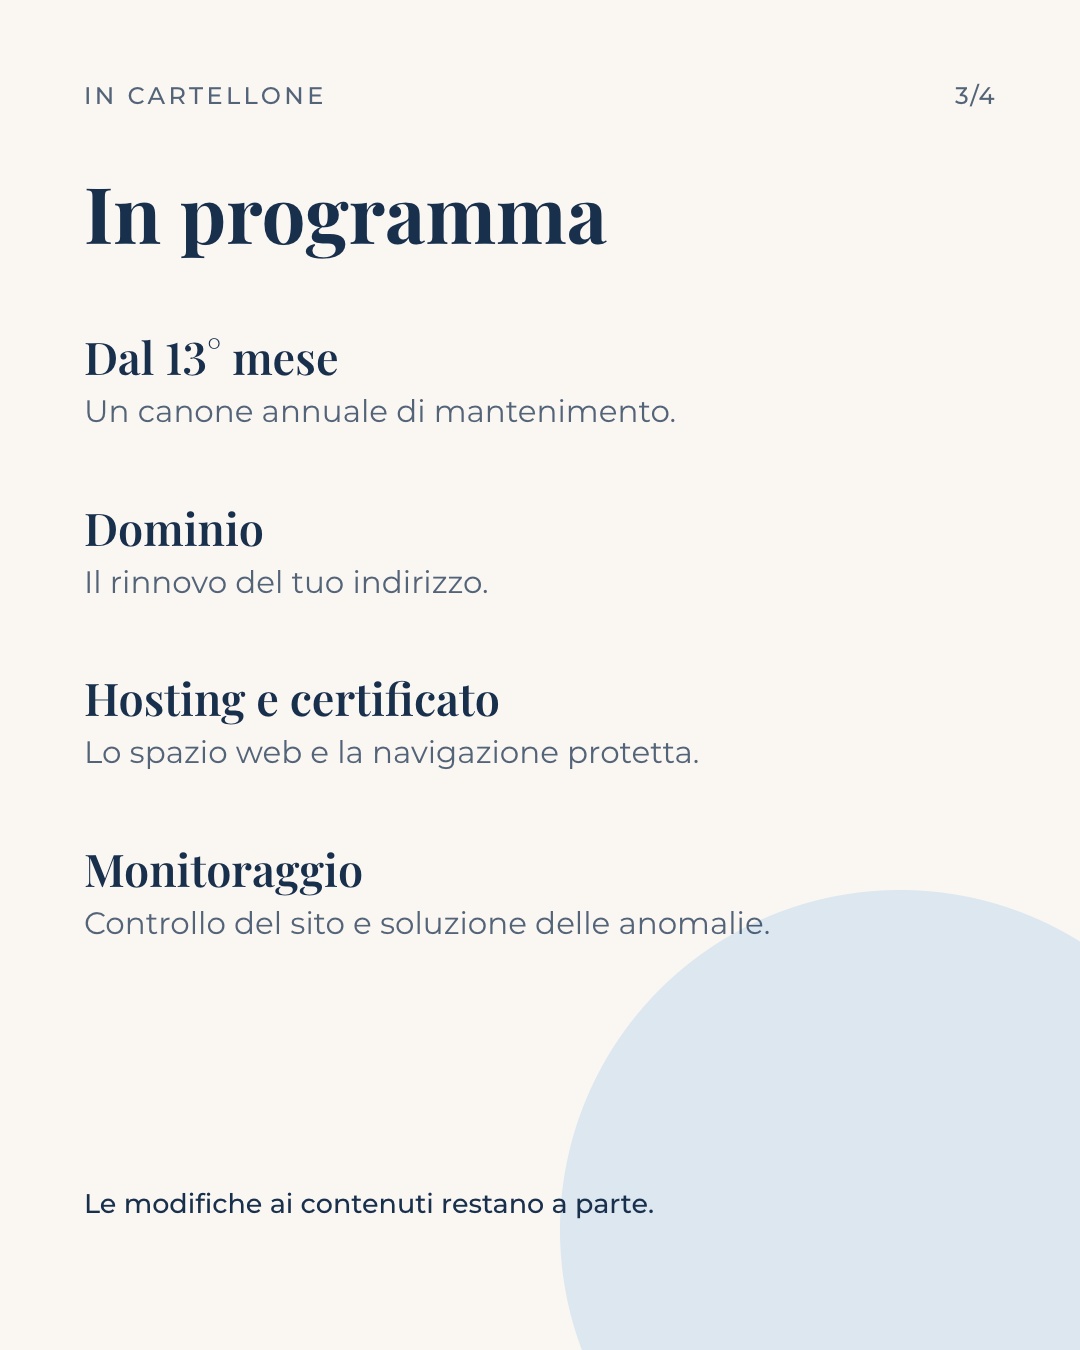 IN CARTELLONE
3/4
In programma
Dal 13° mese
Un canone annuale di mantenimento.
Dominio
Il rinnovo del tuo indirizzo.
Hosting e certificato
Lo spazio web e la navigazione protetta.
Monitoraggio
Controllo del sito e soluzione delle anomalie.
Le modifiche ai contenuti restano a parte.